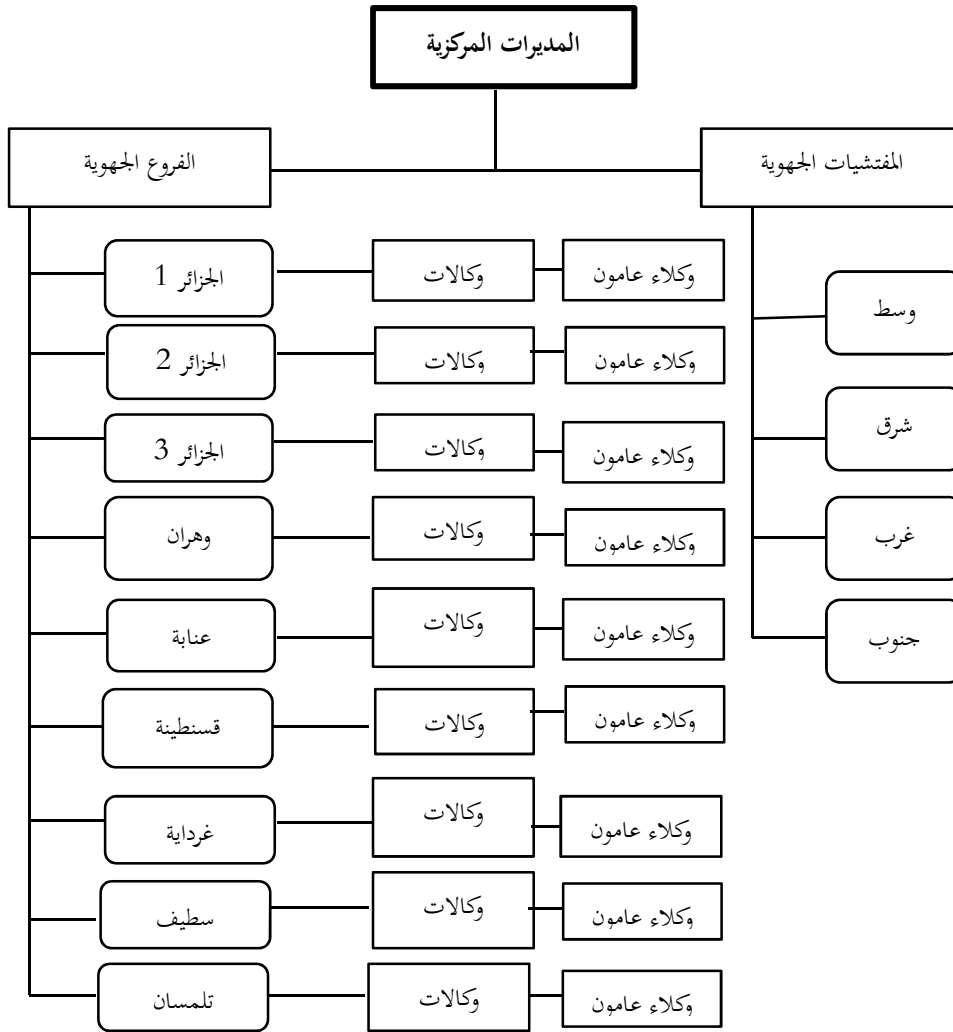 المديرات المركزية
المفتشيات الجهوية
الفروع الجهوية
وسط
شرق
غرب
جنوب
الجزائر 1
وكالات
وكلاء عامون
الجزائر 2
وكالات
وكلاء عامون
الجزائر 3
وكالات
وكلاء عامون
وهران
وكالات
وكلاء عامون
عنابة
وكالات
وكلاء عامون
قسنطينة
وكالات
وكلاء عامون
غرداية
وكالات
وكلاء عامون
سطيف
وكالات
وكلاء عامون
تلمسان
وكالات
وكلاء عامون